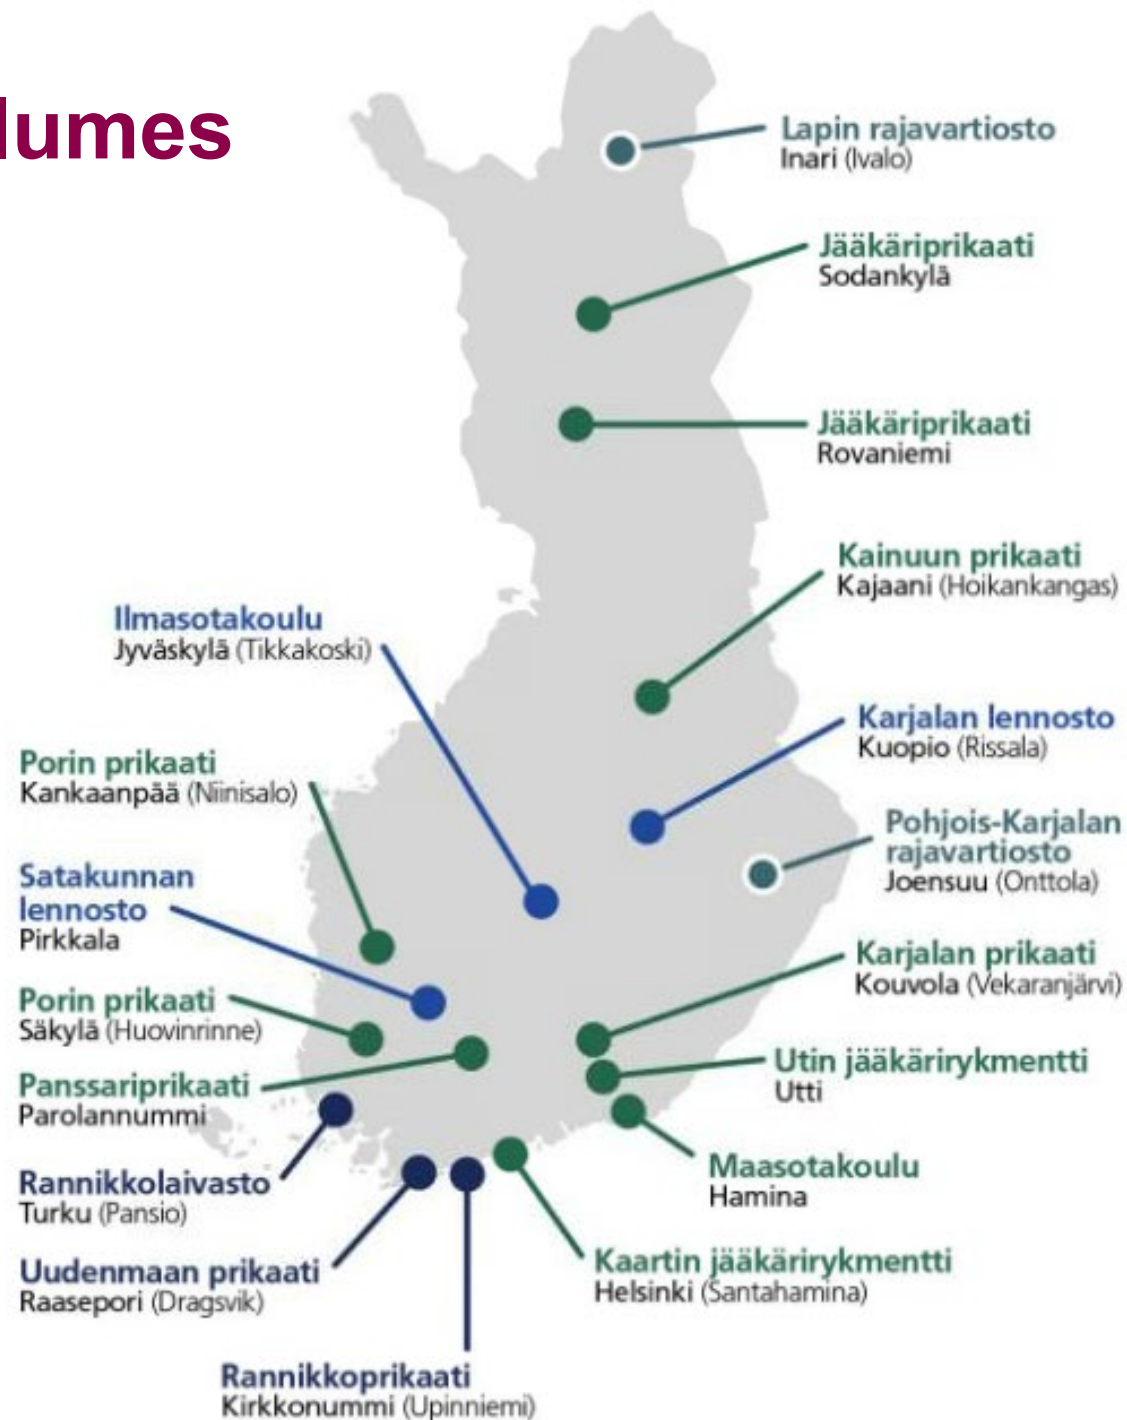 lumes
Lapin rajavartiosto
Inari (Ivalo)
Jääkäriprikaati
Sodankylä
Jääkäriprikaati
Rovaniemi
Kainuun prikaati
Kajaani (Hoikankangas)
Ilmasotakoulu
Jyväskylä (Tikkakoski)
Karjalan lennosto
Kuopio (Rissala)
Porin prikaati
Kankaanpää (Niinisalo)
Pohjois-Karjalan
rajavartiosto
Joensuu (Onttola)
Satakunnan
lennosto
Pirkkala
Karjalan prikaati
Kouvola (Vekaranjärvi)
Porin prikaati
Säkylä (Huovinrinne)
Utin jääkärirykmentti
Utti
Panssariprikaati
Parolannummi
Maasotakoulu
Hamina
Rannikkolaivasto
Turku (Pansio)
Kaartin jääkärirykmentti
Helsinki (Santahamina)
Uudenmaan prikaati
Raasepori (Dragsvik)
Rannikkoprikaati
Kirkkonummi (Upinniemi)